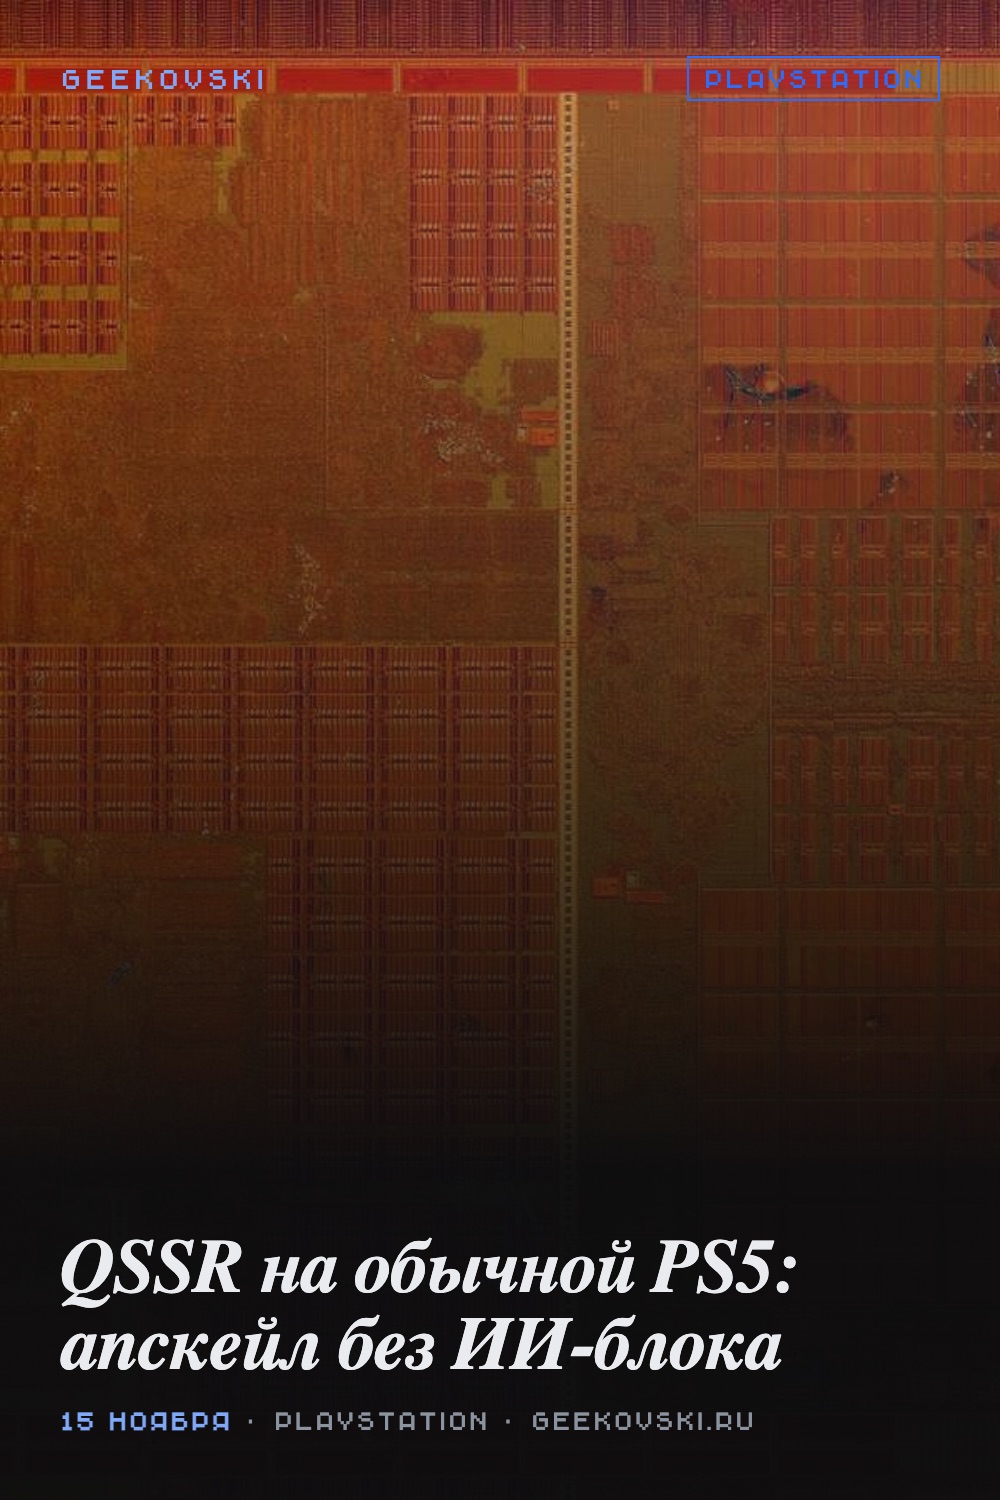 GEEKOVSKI
PLAYSTATION
QSSR на обычной PS5:
апскейл без ИИ-блока
15 НОЯБРЯ · PLAYSTATION · GEEKOVSKI.RU